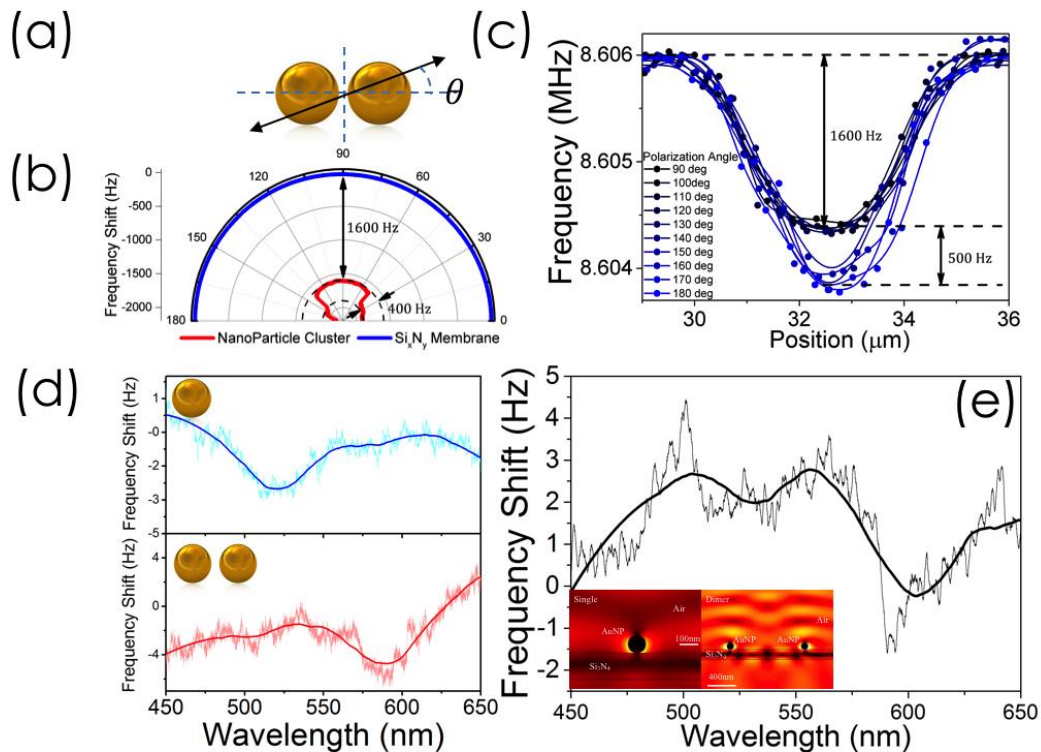 (a)
θ
(b)
Frequency Shift (Hz)
0
-500
-1000
-1500
-2000
180
150
120
90
60
30
0
1600 Hz
400 Hz
NanoParticle Cluster
SixNy Membrane
(c)
Frequency (MHz)
8.606
8.605
8.604
1600 Hz
500 Hz
Polarization Angle
90 deg
100deg
110 deg
120 deg
130 deg
140 deg
150 deg
160 deg
170 deg
180 deg
30 32 34 36
Position (μm)
(d)
Frequency Shift (Hz)
1
-0
-2
-3
-5
Frequency Shift (Hz)
4
0
-4
450 500 550 600 650
Wavelength (nm)
(e)
Frequency Shift (Hz)
5
4
3
2
1
0
-1
-2
Single
Air
AuNP
100nm
Si3N4
Dimer
Air
AuNP AuNP
Si3N4
400nm
450 500 550 600 650
Wavelength (nm)